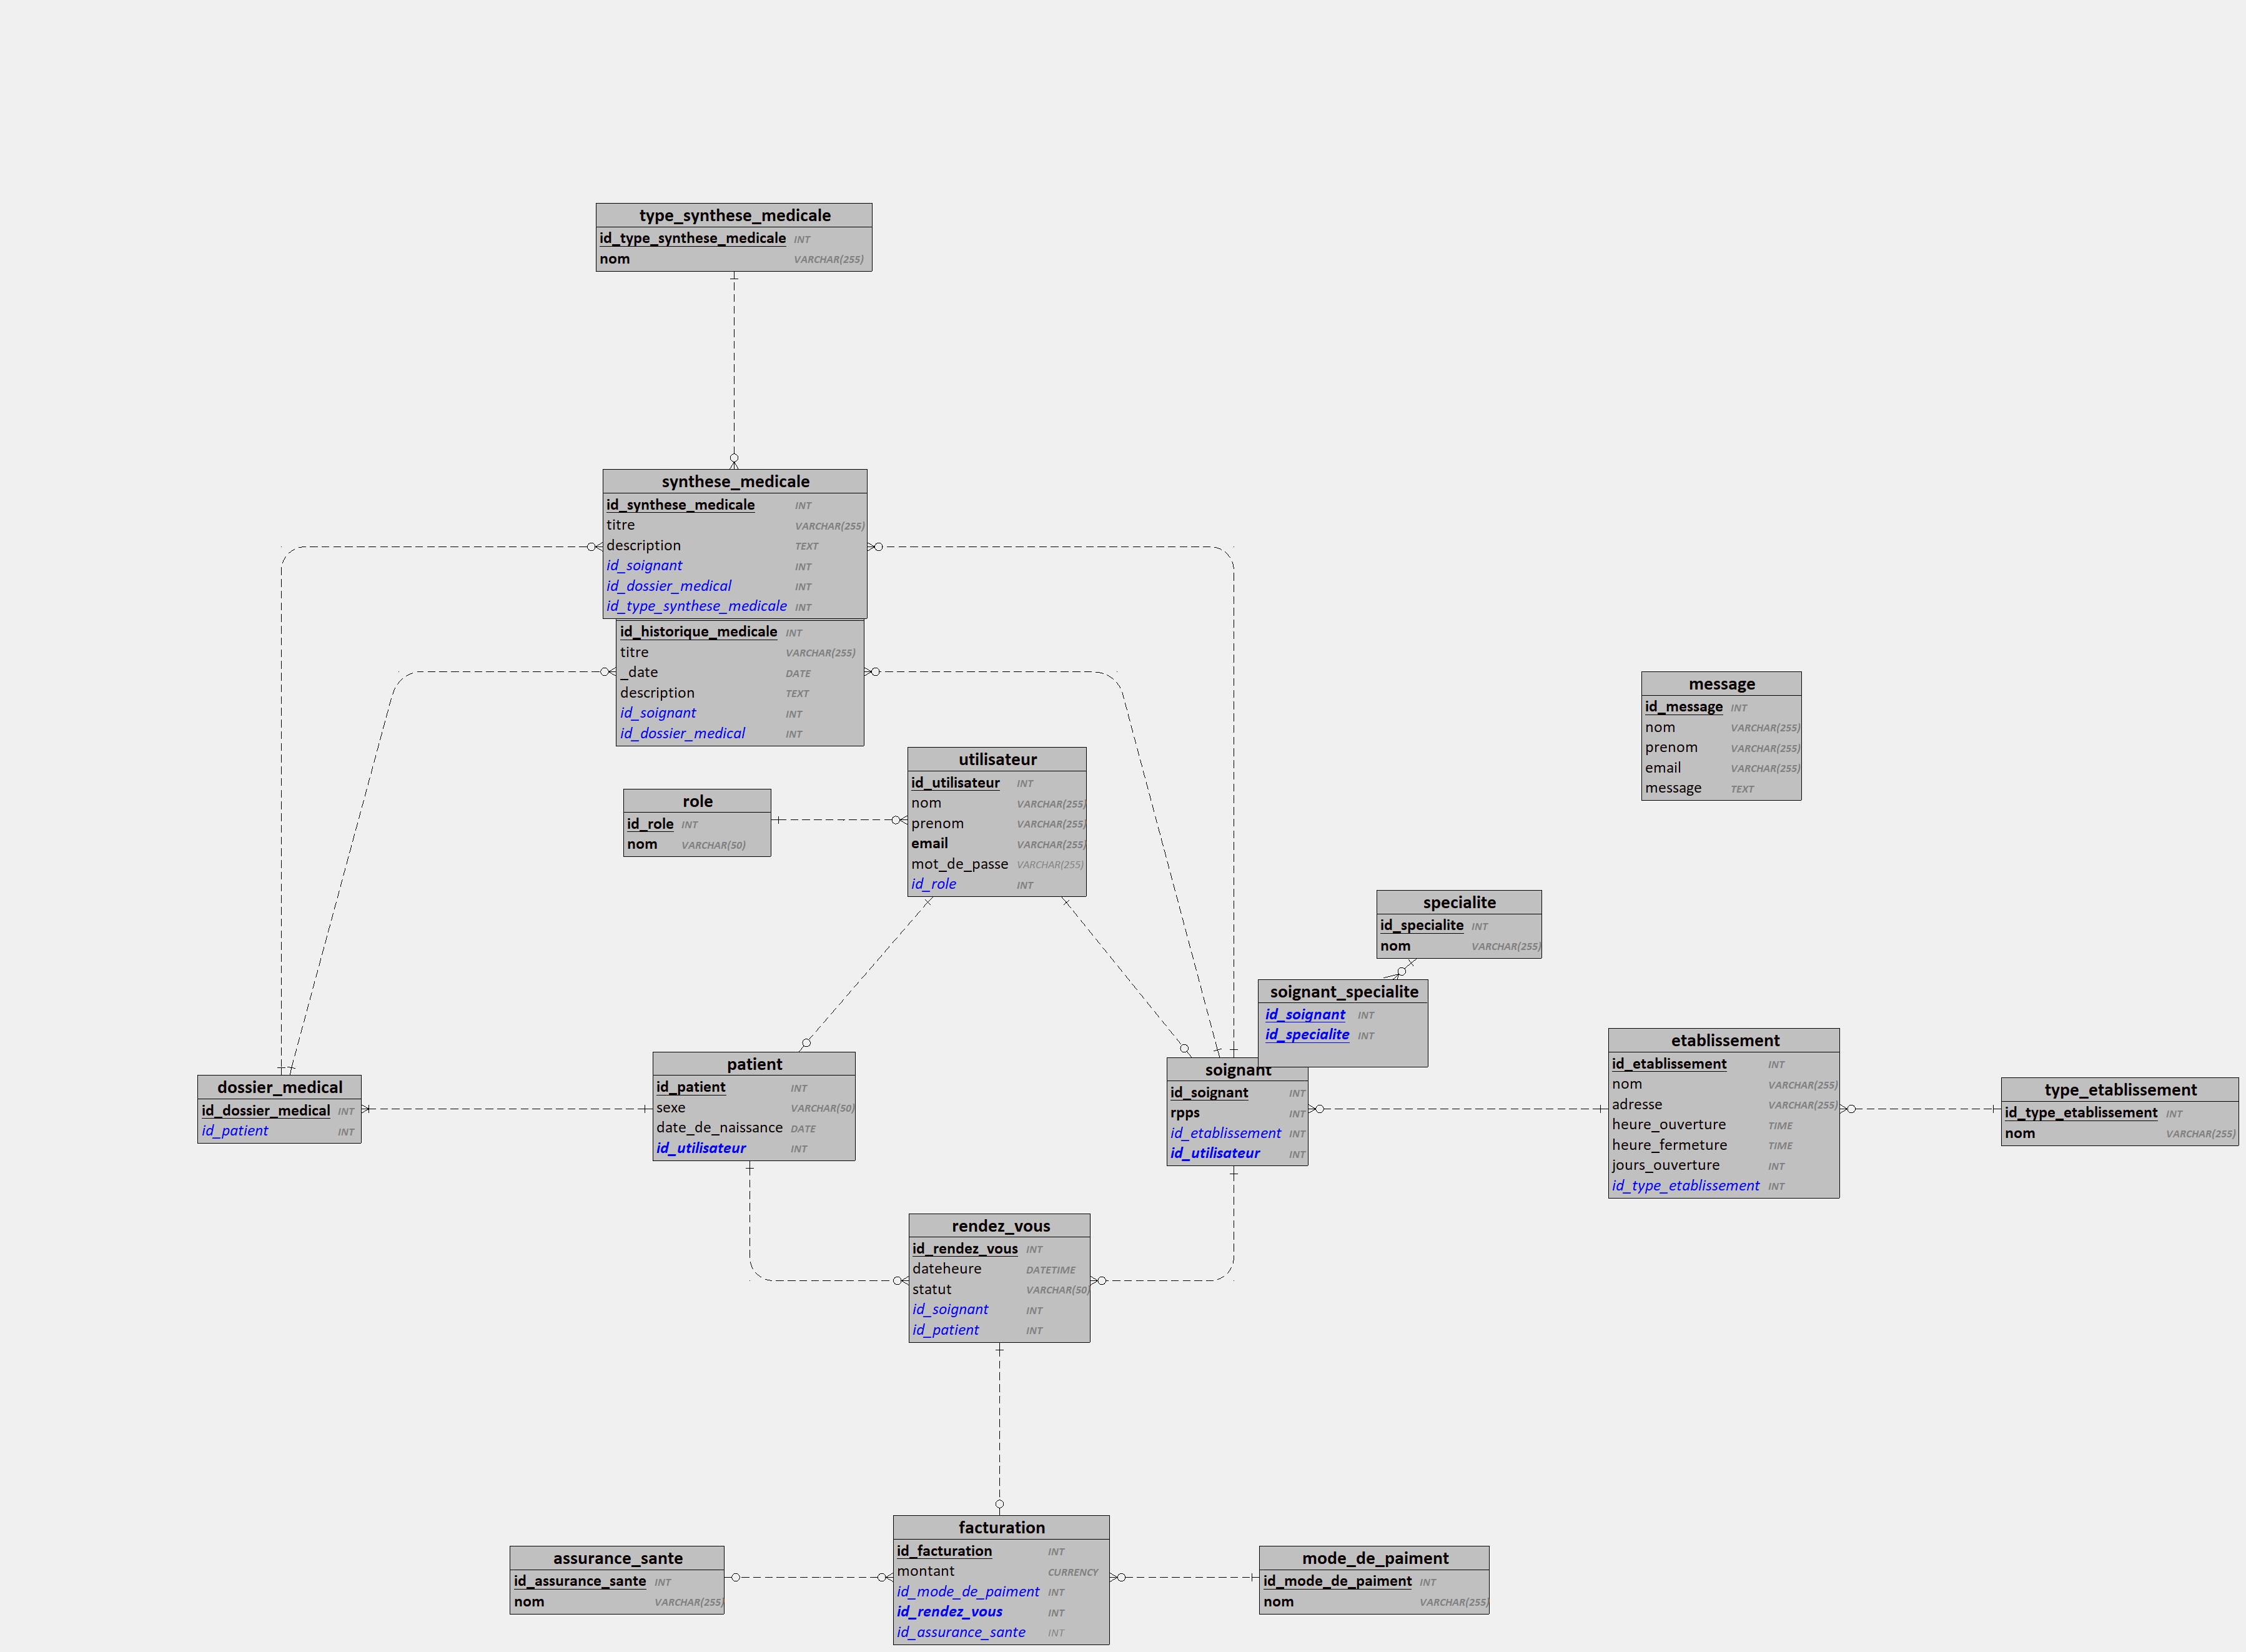 type_synthese_medicale
id_type_synthese_medicale INT
nom VARCHAR(255)
synthese_medicale
id_synthese_medicale INT
titre VARCHAR(255)
description TEXT
id_soignant INT
id_dossier_medical INT
id_type_synthese_medicale INT
id_historique_medicale INT
titre VARCHAR(255)
_date DATE
description TEXT
id_soignant INT
id_dossier_medical INT
message
id_message INT
nom VARCHAR(255)
prenom VARCHAR(255)
email VARCHAR(255)
message TEXT
utilisateur
id_utilisateur INT
nom VARCHAR(255)
prenom VARCHAR(255)
email VARCHAR(255)
mot_de_passe VARCHAR(255)
id_role INT
role
id_role INT
nom VARCHAR(50)
specialite
id_specialite INT
nom VARCHAR(255)
soignant_specialite
id_soignant INT
id_specialite INT
dossier_medical
id_dossier_medical INT
id_patient INT
patient
id_patient INT
sexe VARCHAR(50)
date_de_naissance DATE
id_utilisateur INT
soignant
id_soignant INT
rpps INT
id_etablissement INT
id_utilisateur INT
etablissement
id_etablissement INT
nom VARCHAR(255)
adresse VARCHAR(255)
heure_ouverture TIME
heure_fermeture TIME
jours_ouverture INT
id_type_etablissement INT
type_etablissement
id_type_etablissement INT
nom VARCHAR(255)
rendez_vous
id_rendez_vous INT
dateheure DATETIME
statut VARCHAR(50)
id_soignant INT
id_patient INT
facturation
id_facturation INT
montant CURRENCY
id_mode_de_paiment INT
id_rendez_vous INT
id_assurance_sante INT
assurance_sante
id_assurance_sante INT
nom VARCHAR(255)
mode_de_paiment
id_mode_de_paiment INT
nom VARCHAR(255)